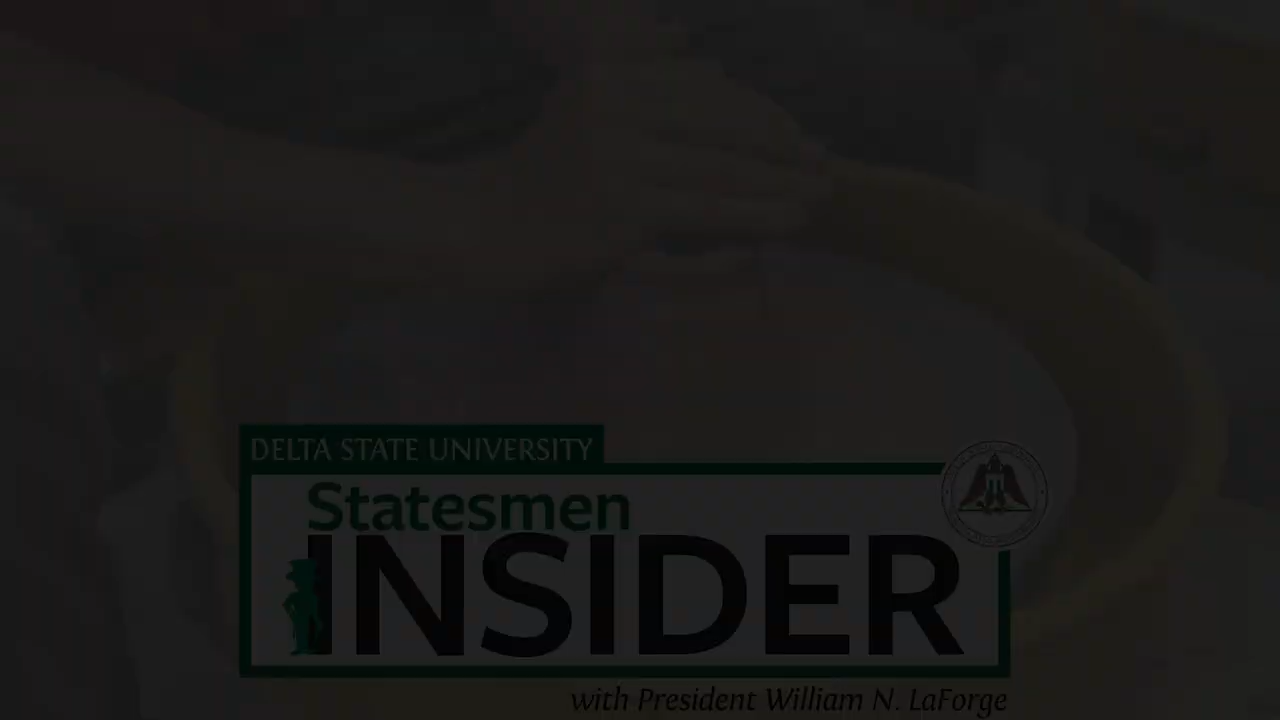 DELTA STATE UNIVERSITY
Statesmen
INSIDER
with President William N. LaForge